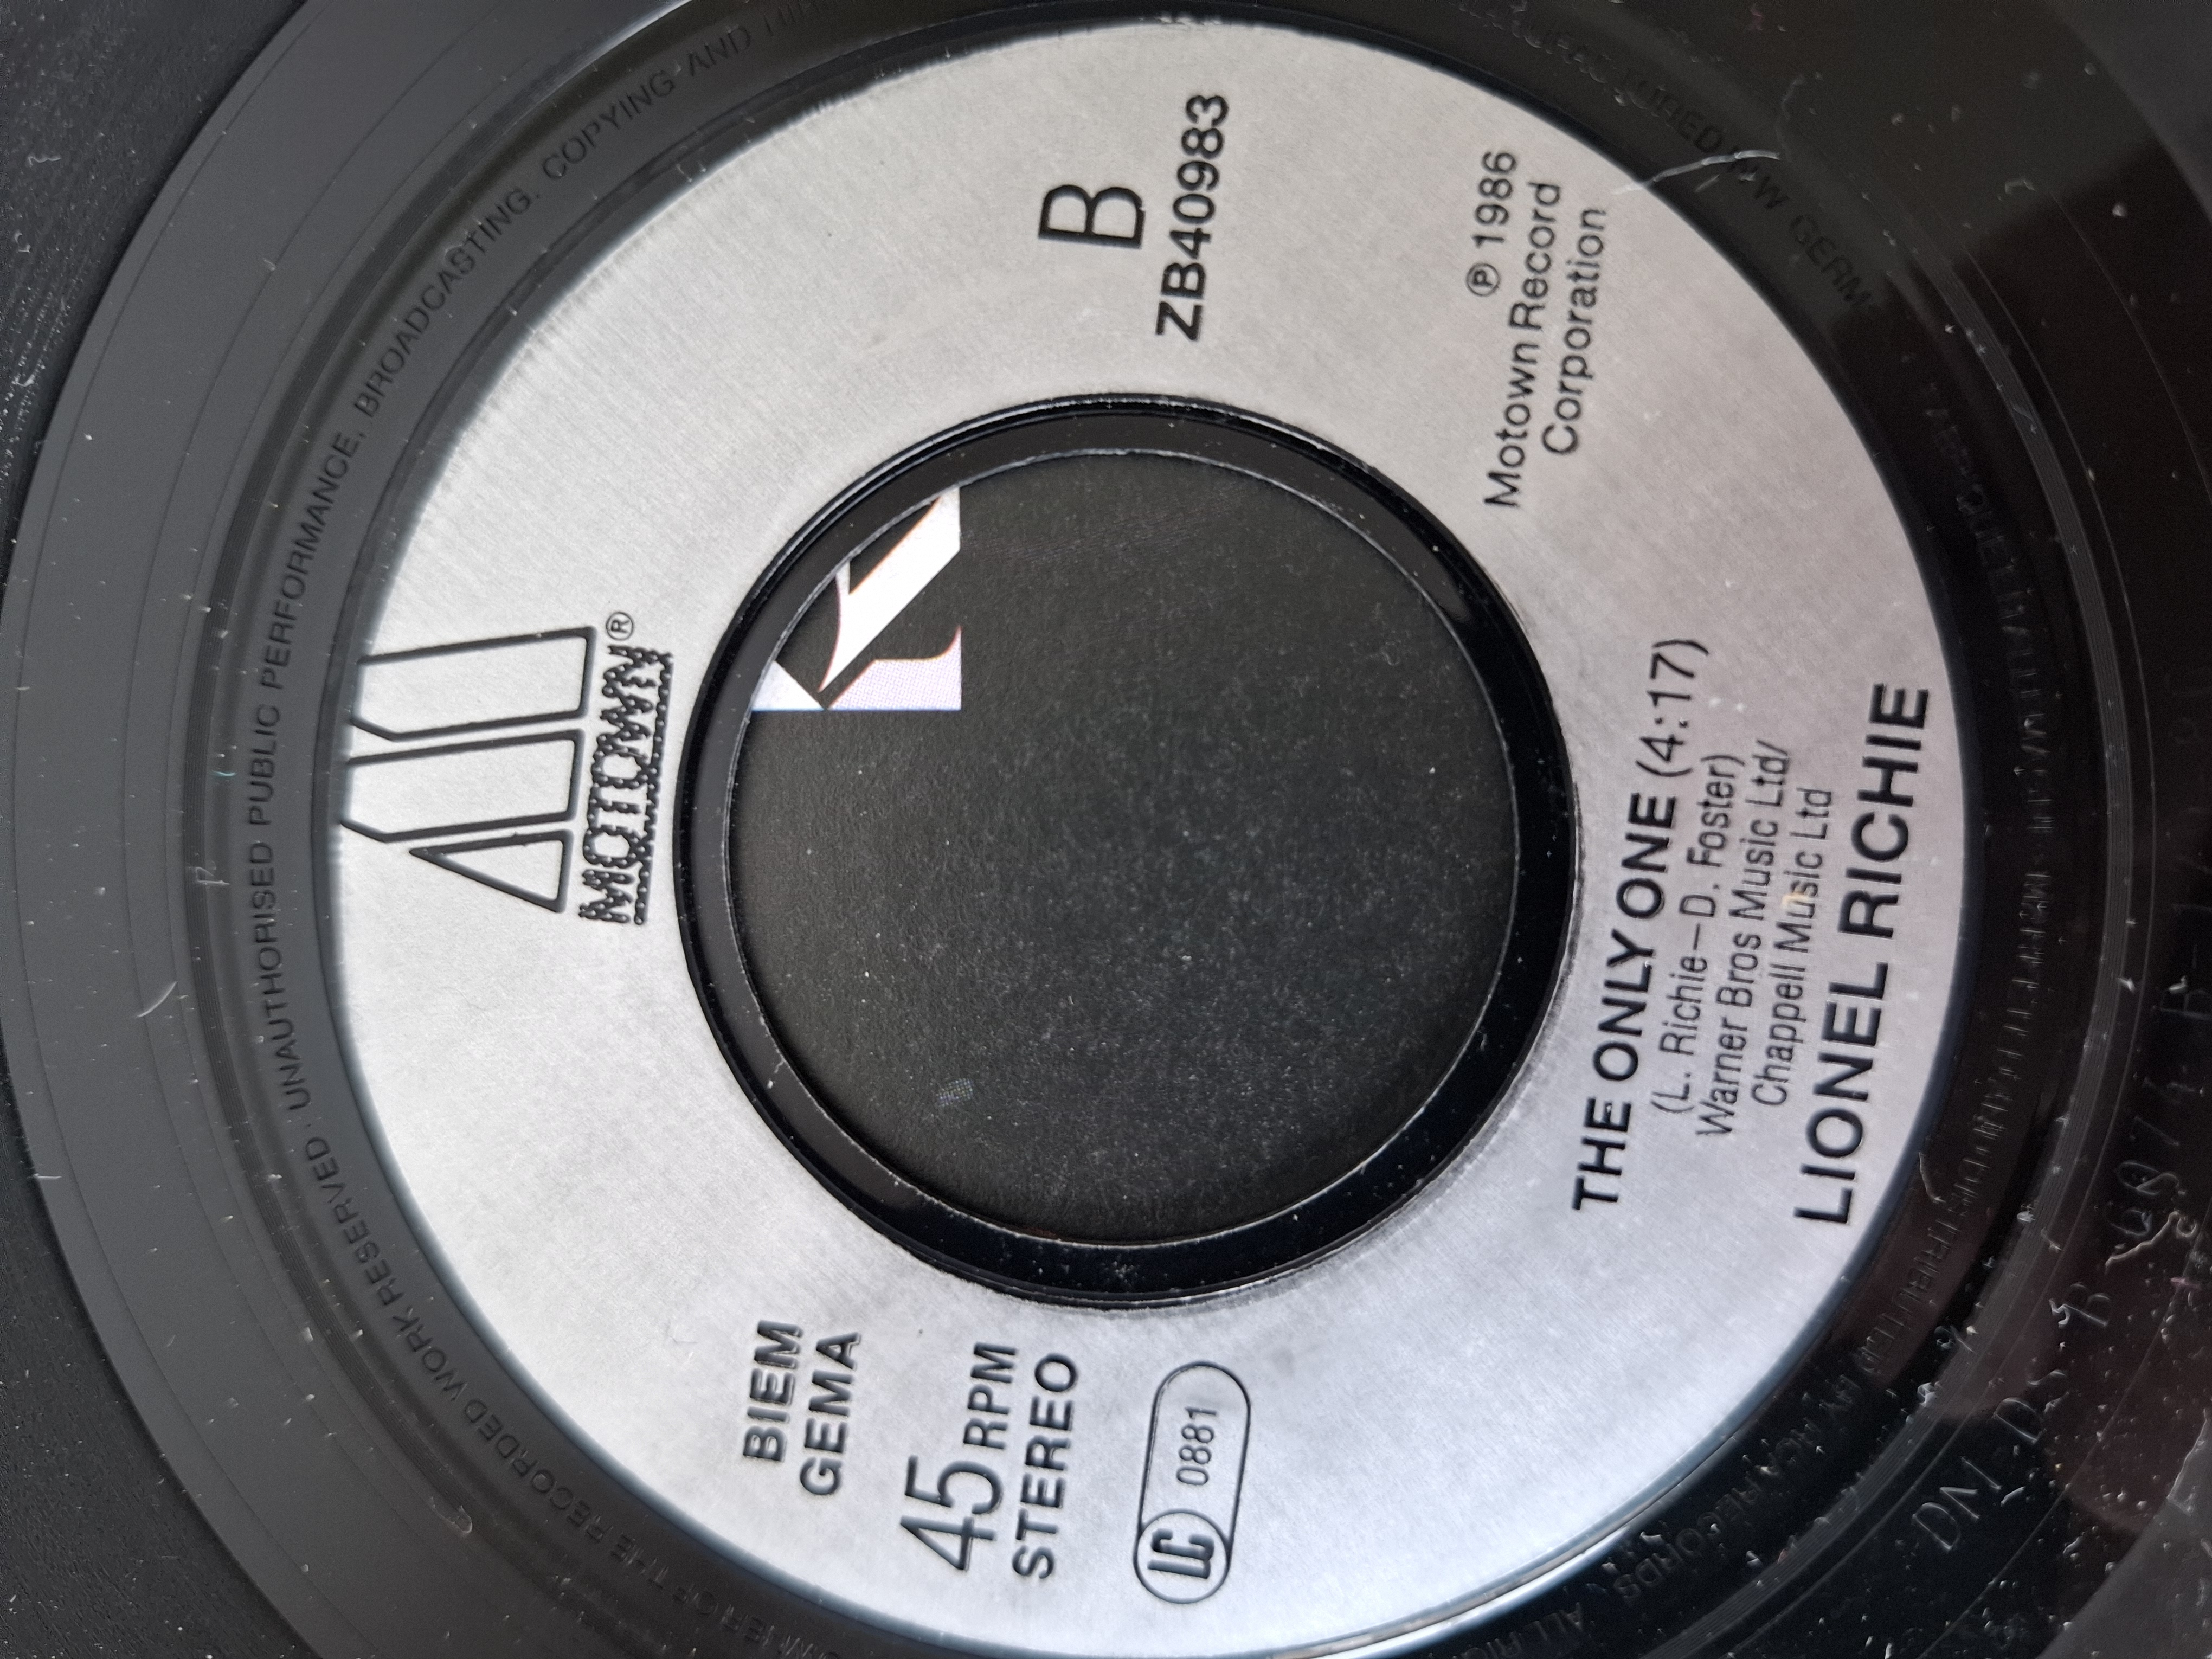 MOTOWN®
BIEM
GEMA
45 RPM
STEREO
LC 0881
B
ZB40983
℗ 1986
Motown Record
Corporation
THE ONLY ONE (4:17)
(L. Richie–D. Foster)
Warner Bros Music Ltd/
Chappell Music Ltd
LIONEL RICHIE
OF THE RECORDED WORK RESERVED · UNAUTHORISED PUBLIC PERFORMANCE, BROADCASTING, COPYING AND